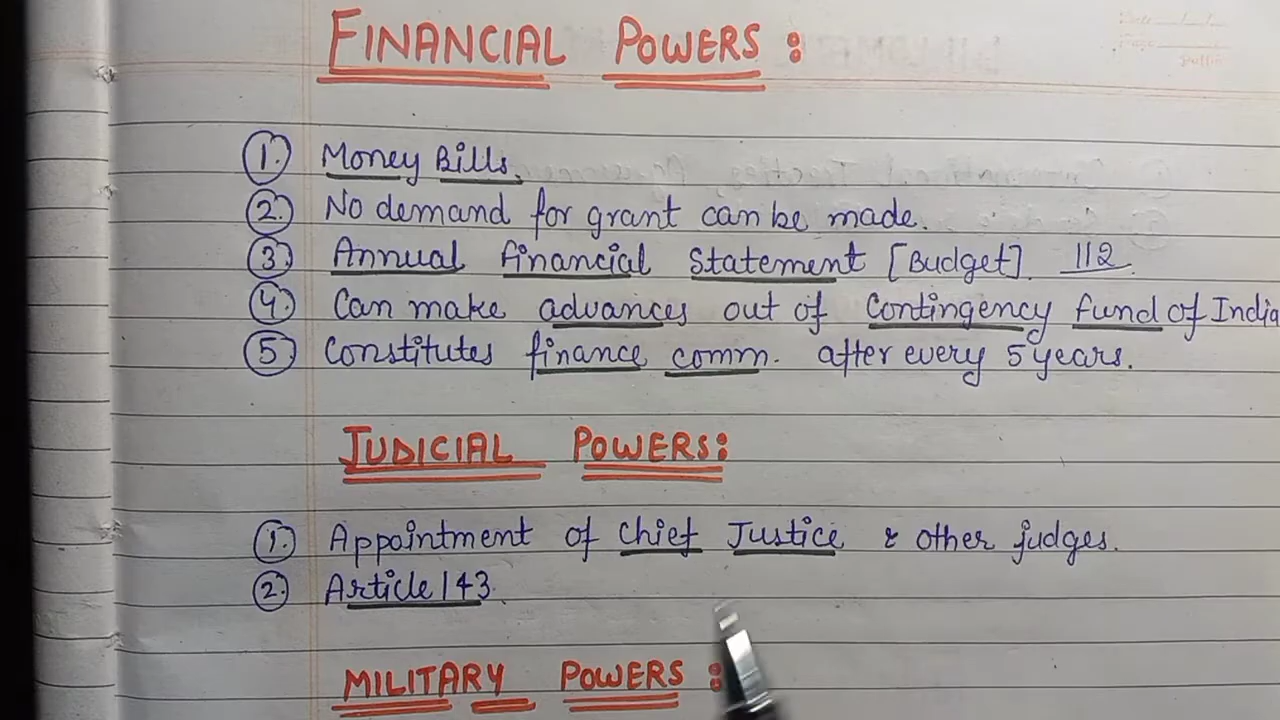 FINANCIAL POWERS :
1. Money Bills.
2. No demand for grant can be made.
3. Annual Financial Statement [Budget]. 112
4. Can make advances out of Contingency fund of India
5. Constitutes finance comm. after every 5 years.
JUDICIAL POWERS:
1. Appointment of Chief Justice & other judges.
2. Article 143.
MILITARY POWERS :